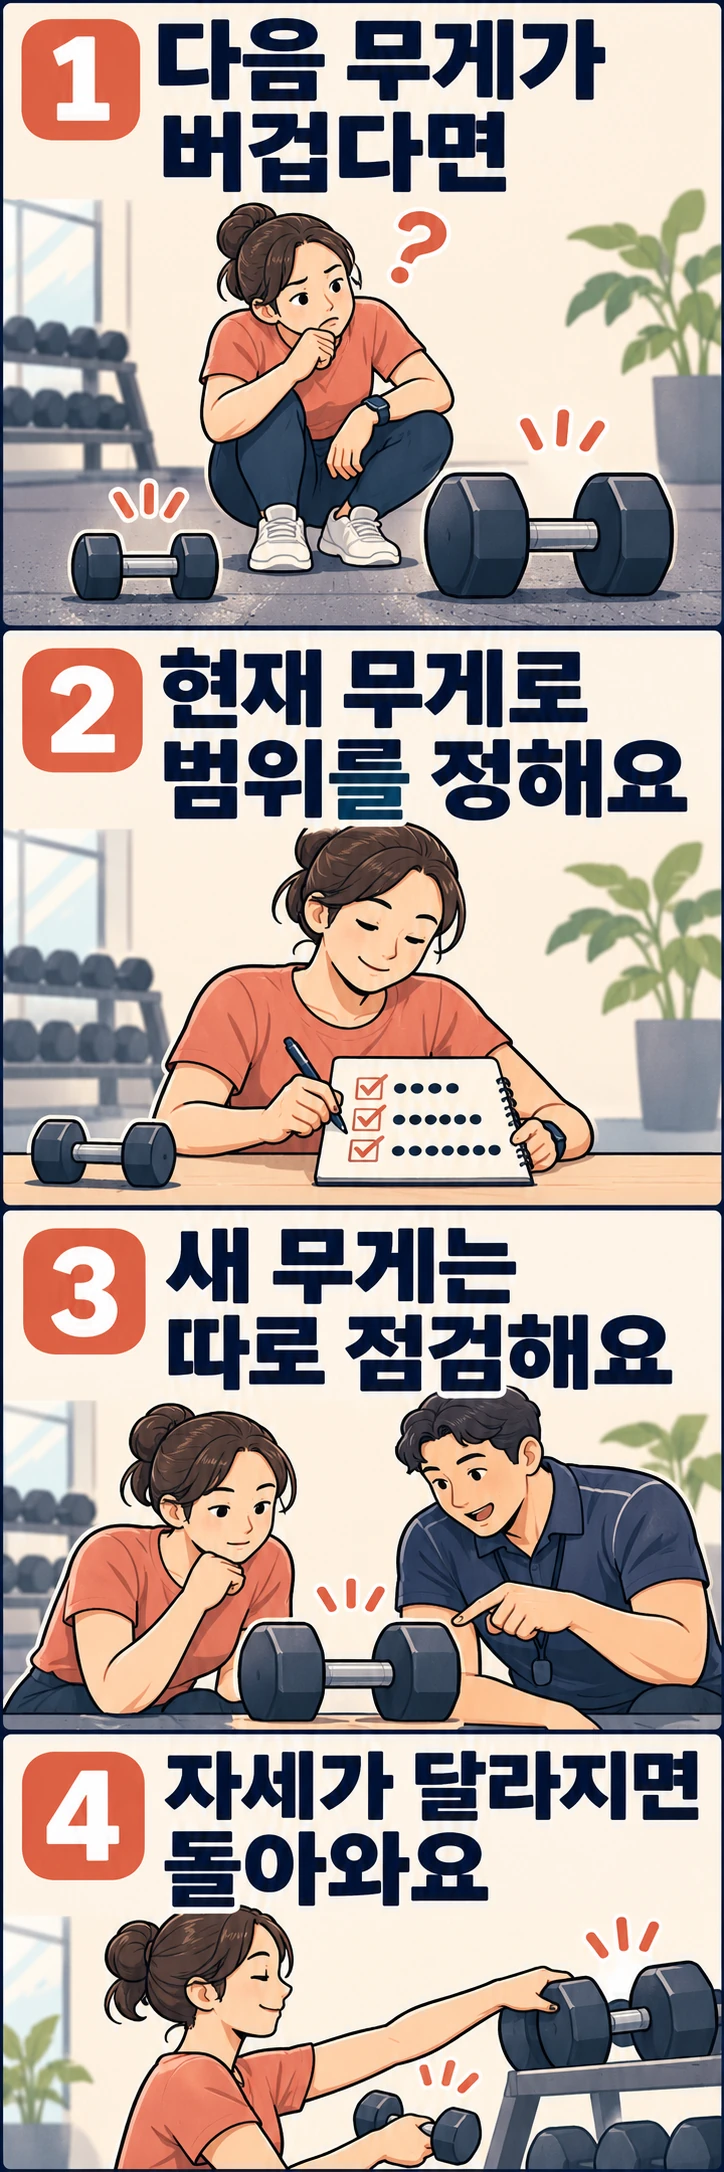 1
다음 무게가
버겁다면
?
2
현재 무게로
범위를 정해요
3
새 무게는
따로 점검해요
4
자세가 달라지면
돌아와요